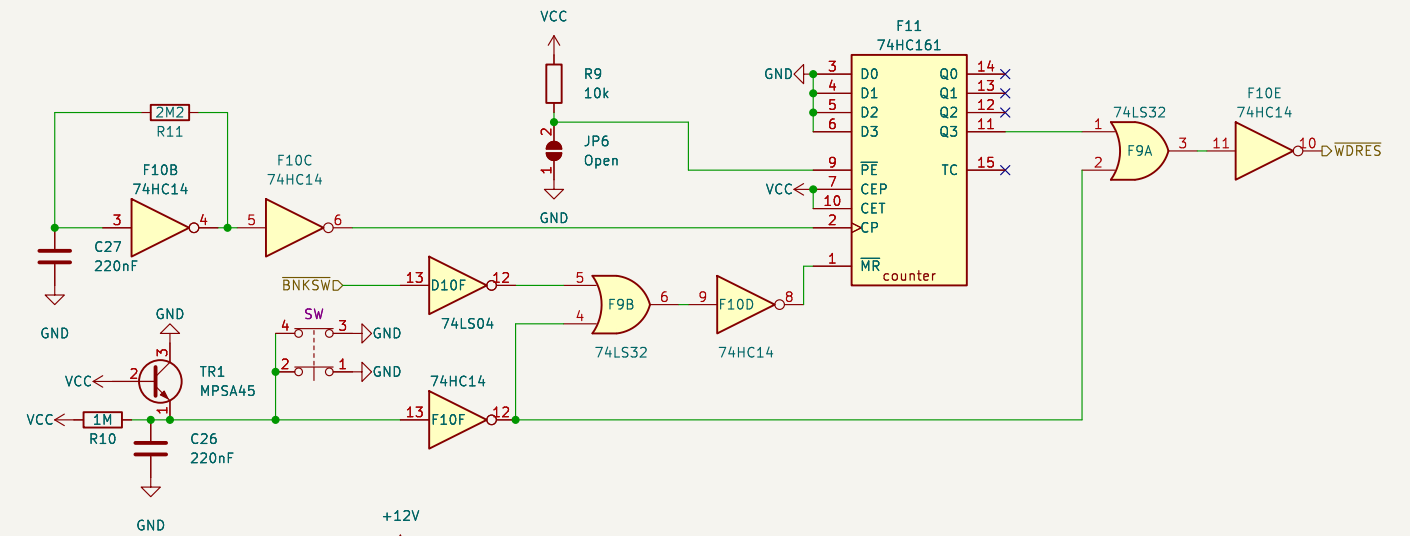 VCC
R9
10k
2
JP6
Open
1
GND
F11
74HC161
GND
3 D0 Q0 14
4 D1 Q1 13
5 D2 Q2 12
6 D3 Q3 11
9 PE TC 15
VCC 7 CEP
10 CET
2 CP
1 MR
counter
74LS32
1
2
F9A
3
F10E
74HC14
11
10
WDRES
2M2
R11
F10B
74HC14
3
4
F10C
74HC14
5
6
C27
220nF
GND
BNKSW
13
D10F
12
74LS04
5
4
F9B
6
74LS32
9
F10D
8
74HC14
SW
4
3
GND
2
1
GND
GND
3
VCC
2
TR1
MPSA45
1
VCC
1M
R10
C26
220nF
GND
74HC14
13
F10F
12
+12V